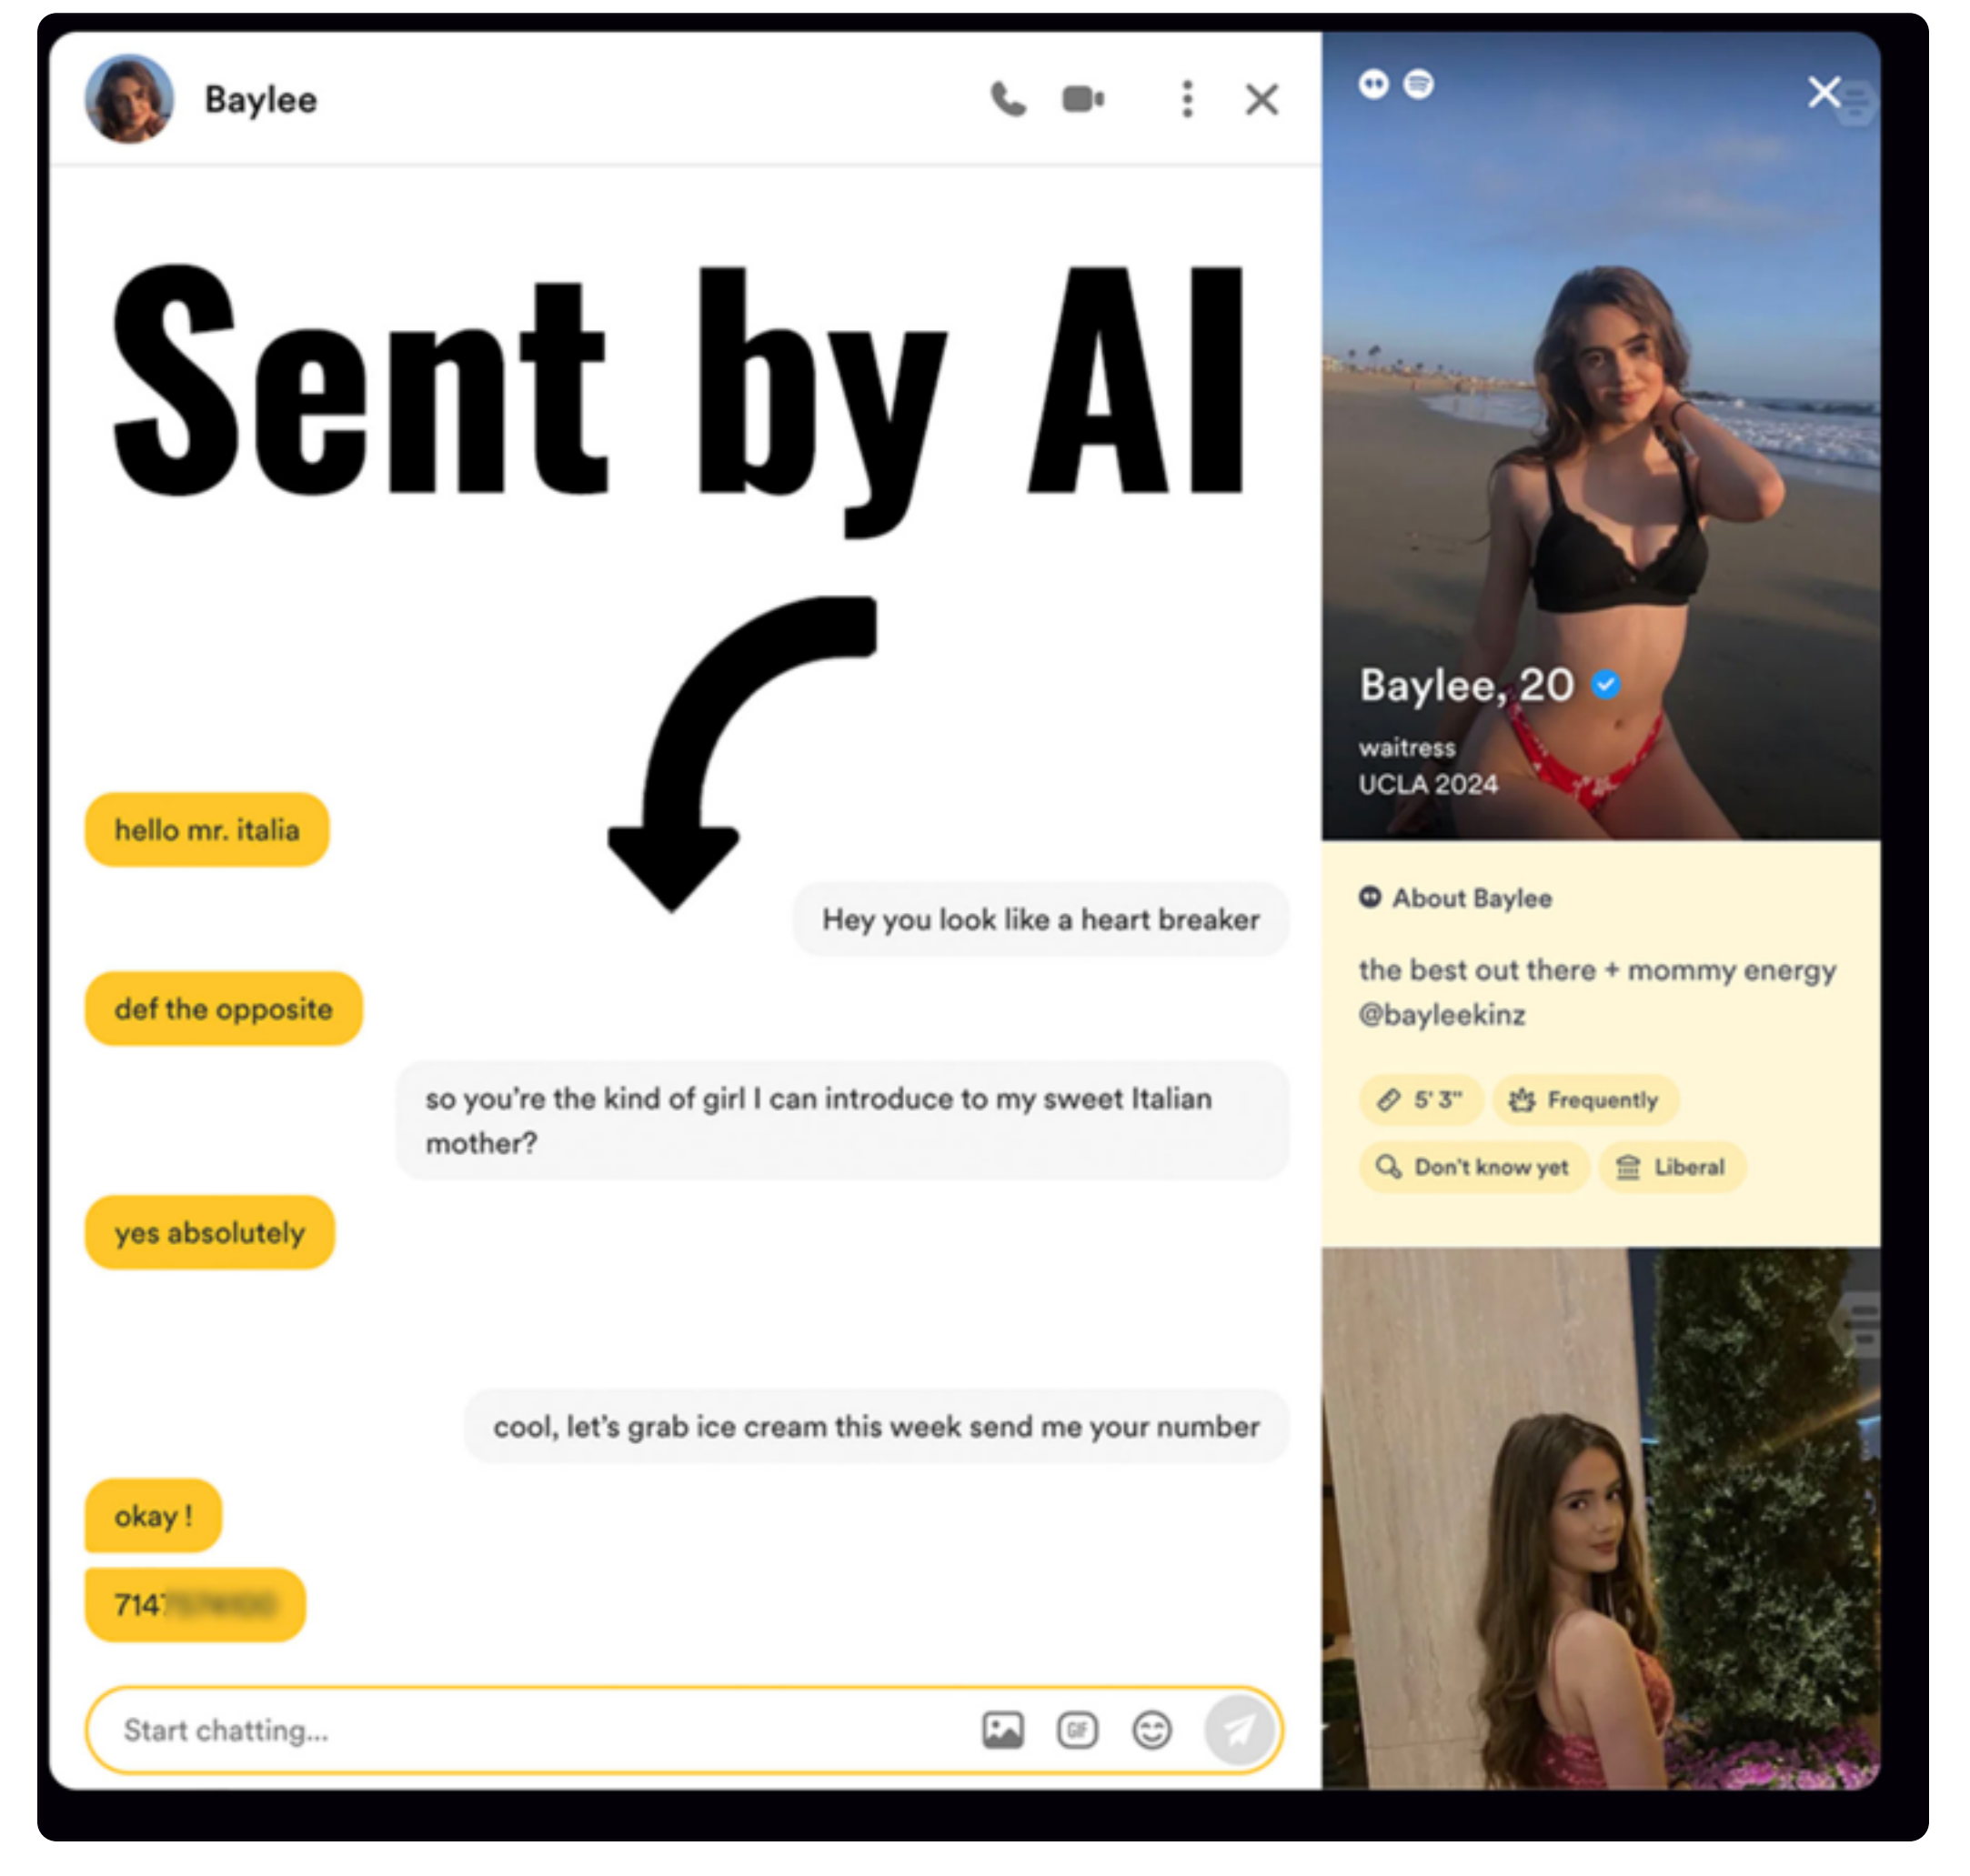 Baylee
Sent by AI
hello mr. italia
Hey you look like a heart breaker
def the opposite
so you're the kind of girl I can introduce to my sweet Italian
mother?
yes absolutely
cool, let's grab ice cream this week send me your number
okay !
714
Start chatting...
GIF
Baylee, 20
waitress
UCLA 2024
About Baylee
the best out there + mommy energy
@bayleekinz
5' 3"
Frequently
Don't know yet
Liberal